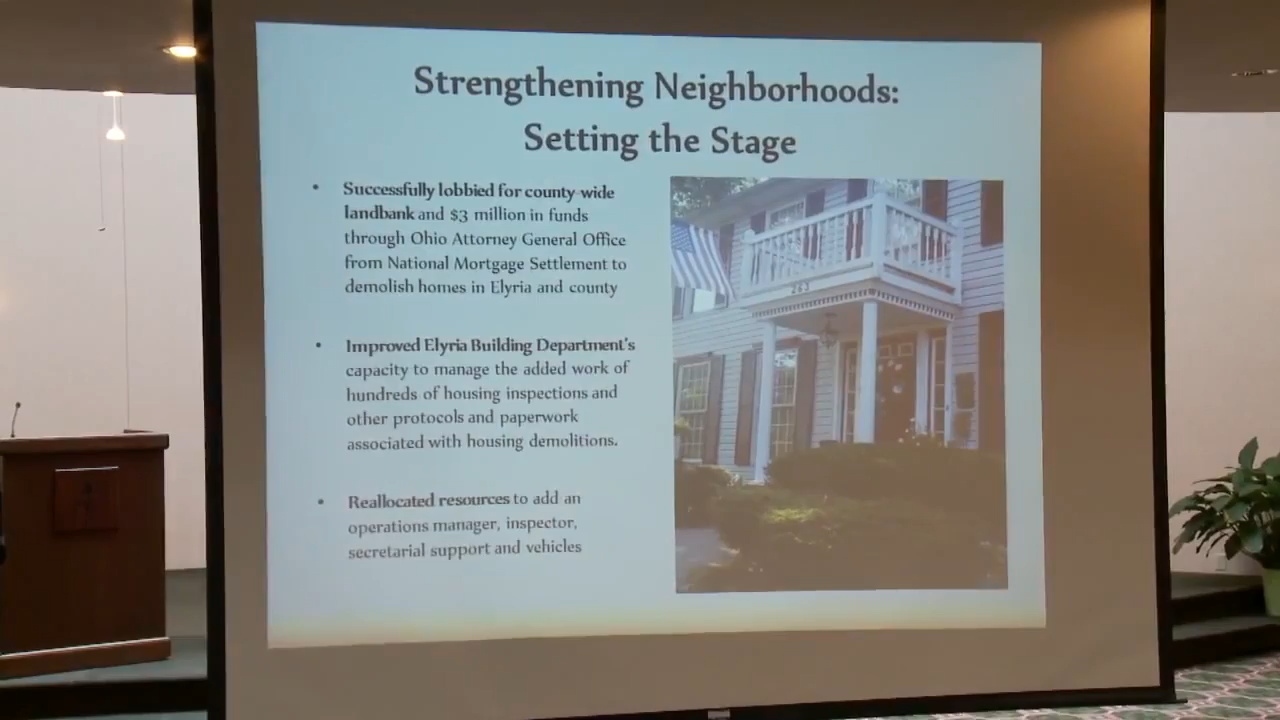 Strengthening Neighborhoods:
Setting the Stage
• Successfully lobbied for county wide
landbank and $3 million in funds
through Ohio Attorney General Office
from National Mortgage Settlement to
demolish homes in Elyria and county
• Improved Elyria Building Department's
capacity to manage the added work of
hundreds of housing inspections and
other protocols and paperwork
associated with housing demolitions.
• Reallocated resources to add an
operations manager, inspector,
secretarial support and vehicles
263